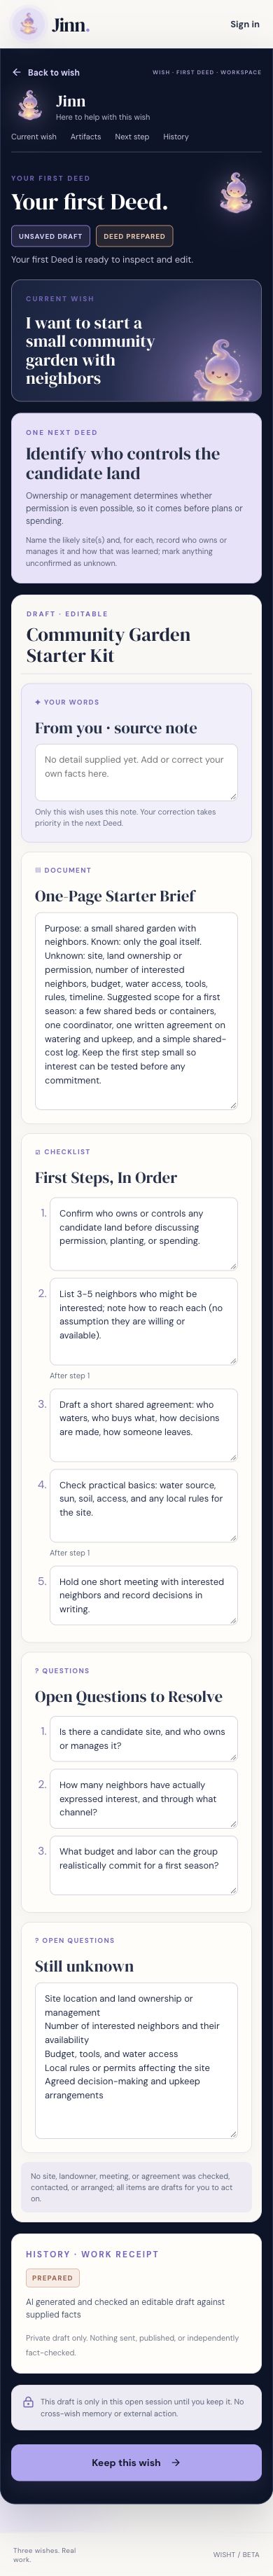 Jinn.
Sign in
← Back to wish
WISH · FIRST DEED · WORKSPACE
Jinn
Here to help with this wish
Current wish Artifacts Next step History
YOUR FIRST DEED
Your first Deed.
UNSAVED DRAFT DEED PREPARED
Your first Deed is ready to inspect and edit.
CURRENT WISH
I want to start a
small community
garden with
neighbors
ONE NEXT DEED
Identify who controls the
candidate land
Ownership or management determines whether
permission is even possible, so it comes before plans or
spending.
Name the likely site(s) and, for each, record who owns or
manages it and how that was learned; mark anything
unconfirmed as unknown.
DRAFT · EDITABLE
Community Garden
Starter Kit
✦ YOUR WORDS
From you · source note
No detail supplied yet. Add or correct your
own facts here.
Only this wish uses this note. Your correction takes
priority in the next Deed.
DOCUMENT
One-Page Starter Brief
Purpose: a small shared garden with
neighbors. Known: only the goal itself.
Unknown: site, land ownership or
permission, number of interested
neighbors, budget, water access, tools,
rules, timeline. Suggested scope for a first
season: a few shared beds or containers,
one coordinator, one written agreement on
watering and upkeep, and a simple shared-
cost log. Keep the first step small so
interest can be tested before any
commitment.
☑ CHECKLIST
First Steps, In Order
1. Confirm who owns or controls any
candidate land before discussing
permission, planting, or spending.
2. List 3-5 neighbors who might be
interested; note how to reach each (no
assumption they are willing or
available).
After step 1
3. Draft a short shared agreement: who
waters, who buys what, how decisions
are made, how someone leaves.
4. Check practical basics: water source,
sun, soil, access, and any local rules for
the site.
After step 1
5. Hold one short meeting with interested
neighbors and record decisions in
writing.
? QUESTIONS
Open Questions to Resolve
1. Is there a candidate site, and who owns
or manages it?
2. How many neighbors have actually
expressed interest, and through what
channel?
3. What budget and labor can the group
realistically commit for a first season?
? OPEN QUESTIONS
Still unknown
Site location and land ownership or
management
Number of interested neighbors and their
availability
Budget, tools, and water access
Local rules or permits affecting the site
Agreed decision-making and upkeep
arrangements
No site, landowner, meeting, or agreement was checked,
contacted, or arranged; all items are drafts for you to act
on.
HISTORY · WORK RECEIPT
PREPARED
AI generated and checked an editable draft against
supplied facts
Private draft only. Nothing sent, published, or independently
fact-checked.
This draft is only in this open session until you keep it. No
cross-wish memory or external action.
Keep this wish →
Three wishes. Real
work.
WISHT / BETA